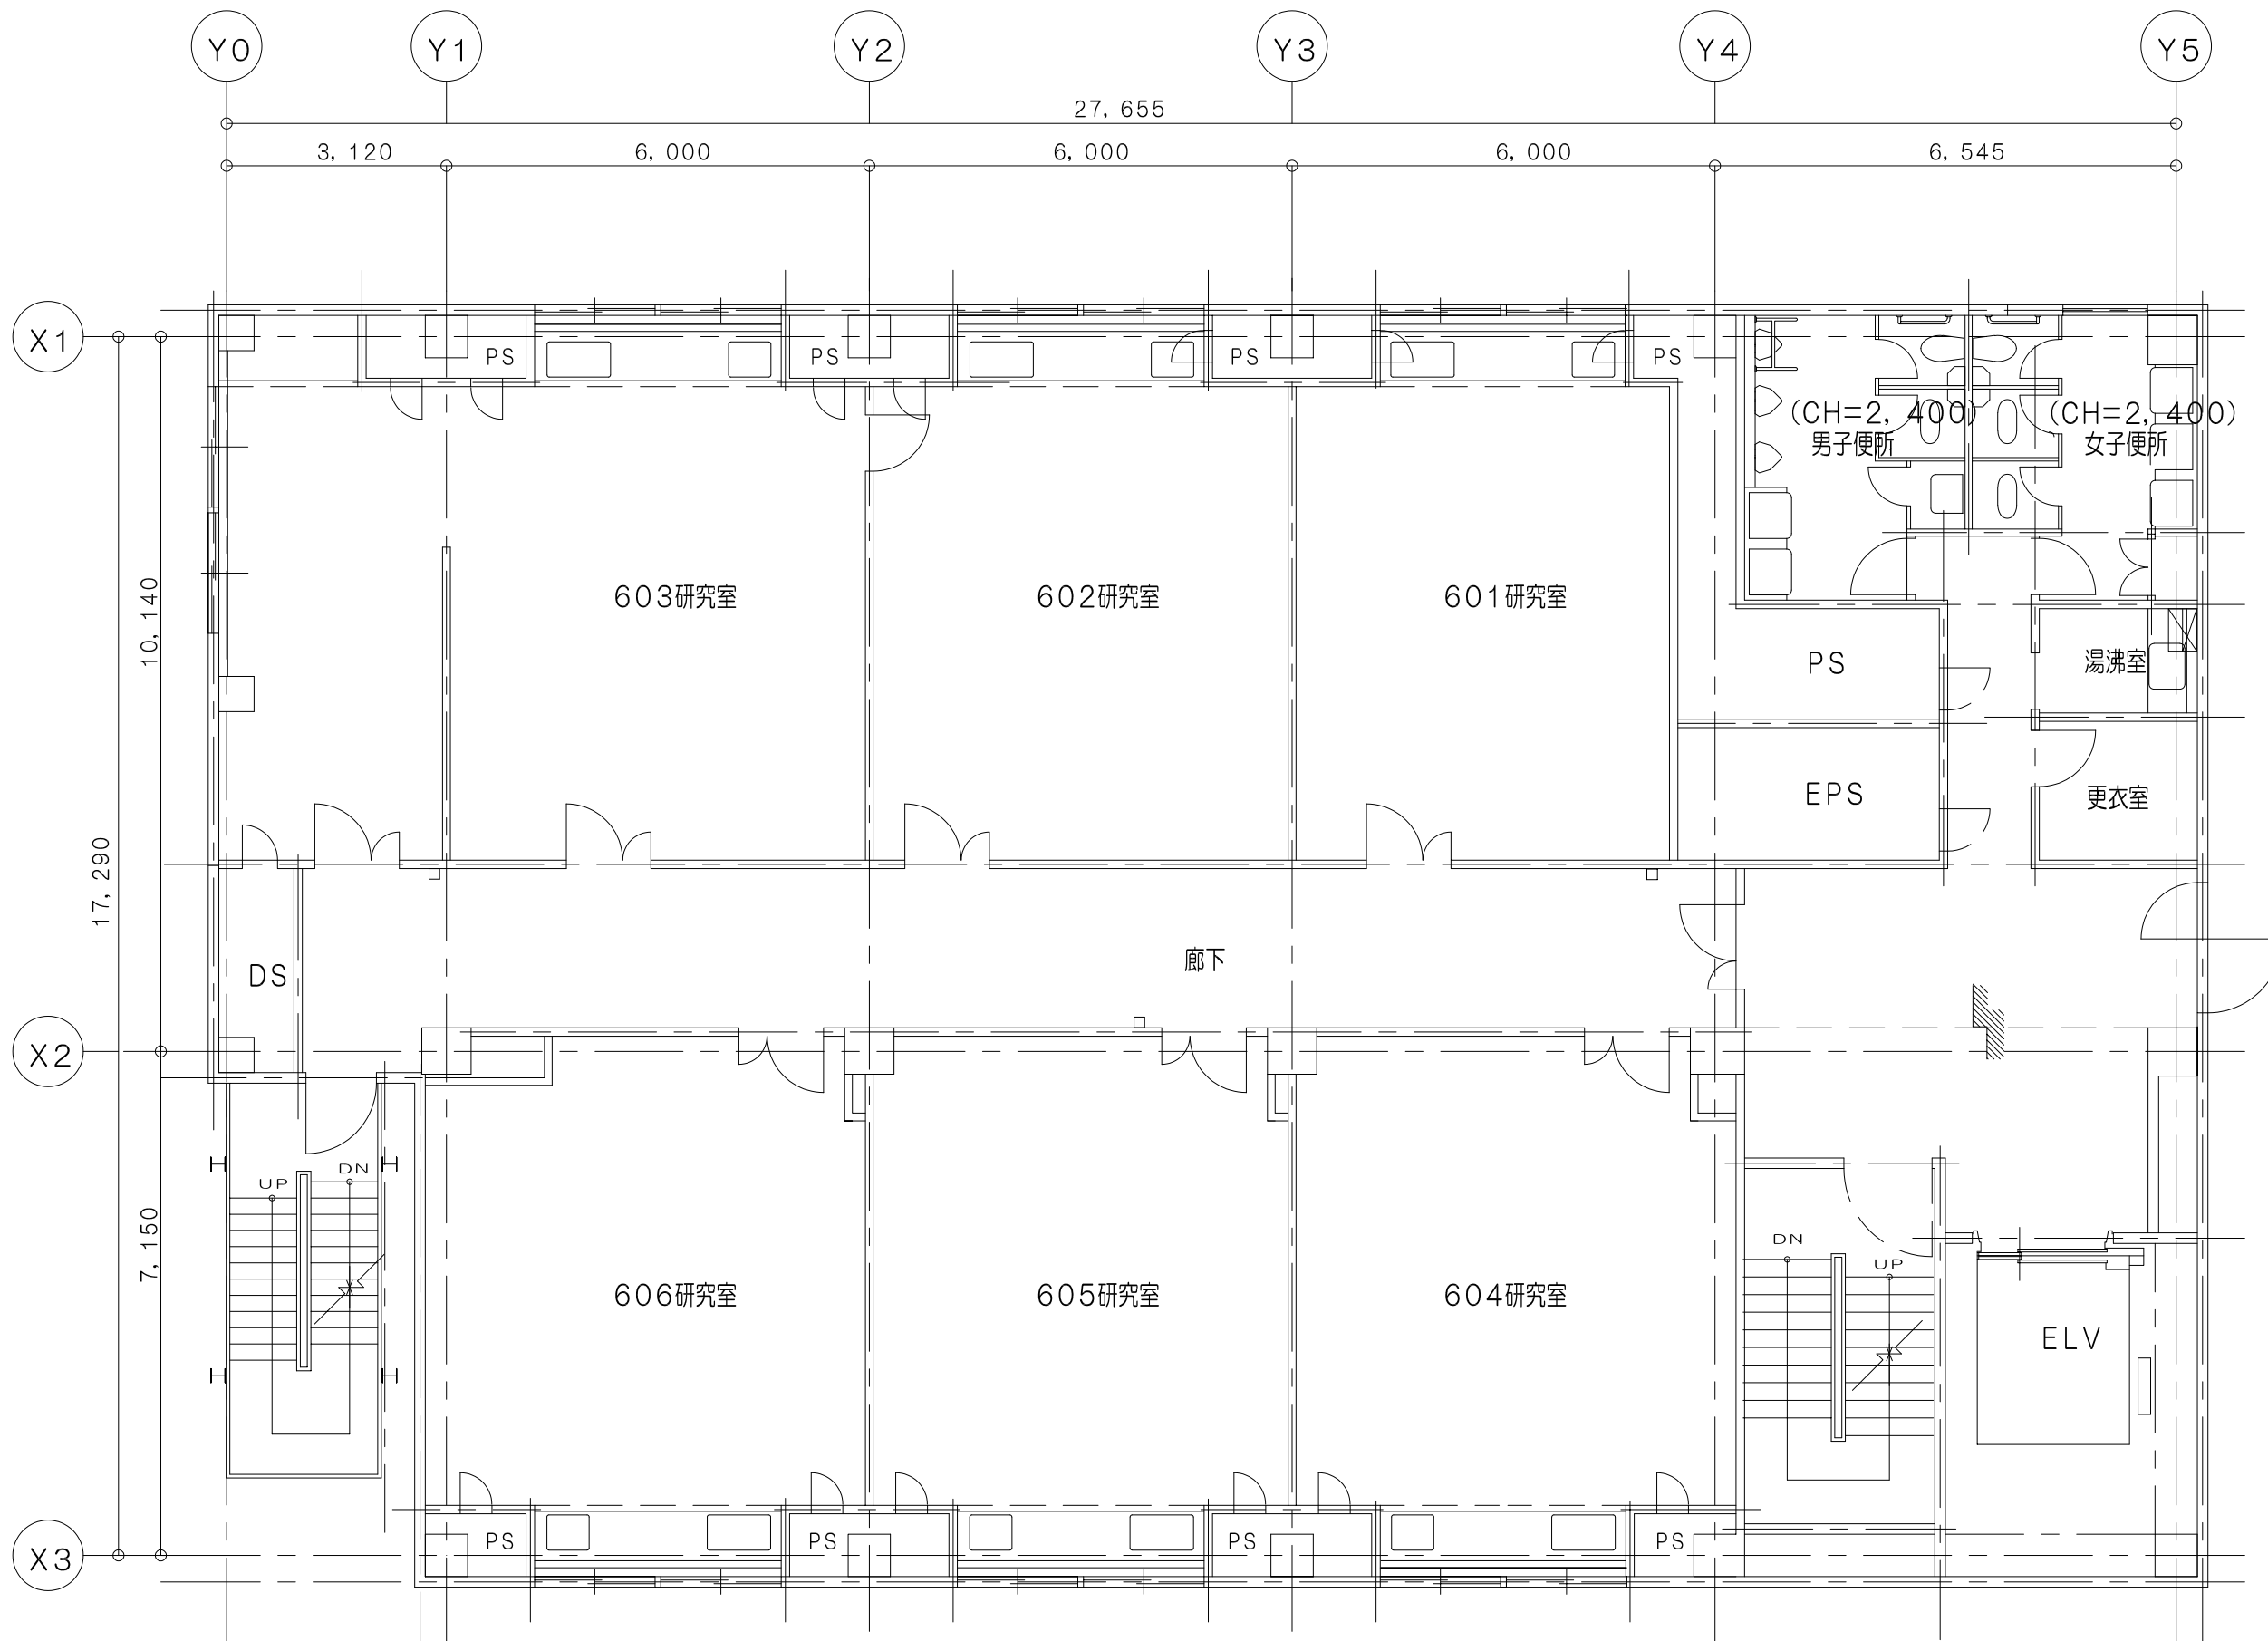 Y0 Y1 Y2 Y3 Y4 Y5
27,655
3,120 6,000 6,000 6,000 6,545
X1
PS PS PS PS
(CH=2,400) (CH=2,400)
男子便所 女子便所
10,140
603研究室 602研究室 601研究室
PS 湯沸室
EPS 更衣室
17,290
廊下
DS
X2
DN
UP
7,150
DN
UP
606研究室 605研究室 604研究室
ELV
PS PS PS PS
X3